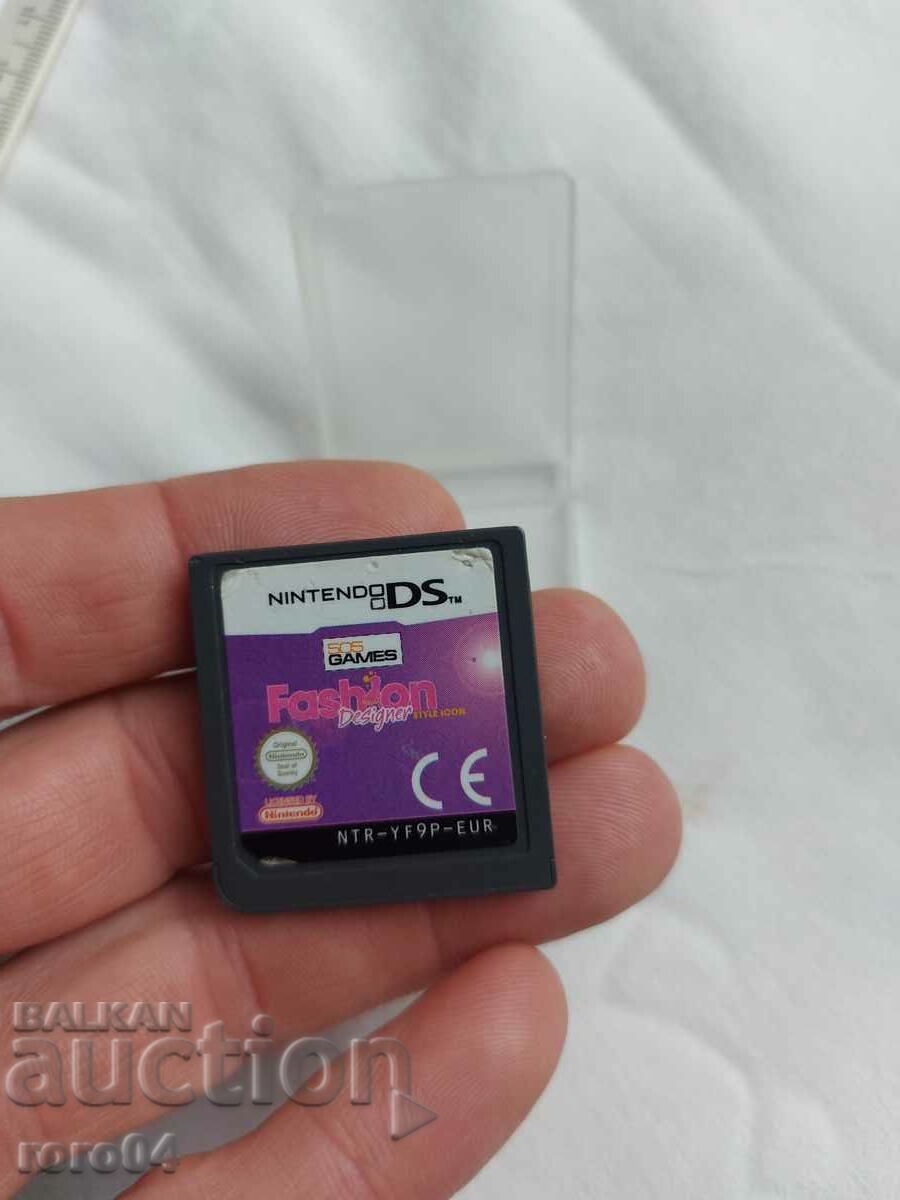 NINTENDO DS™
505
GAMES
Fashion
Designer STYLE ICON
Original
Nintendo
Seal of
Quality
LICENSED BY
Nintendo
CE
NTR-YF9P-EUR
BALKAN
auction
roro04